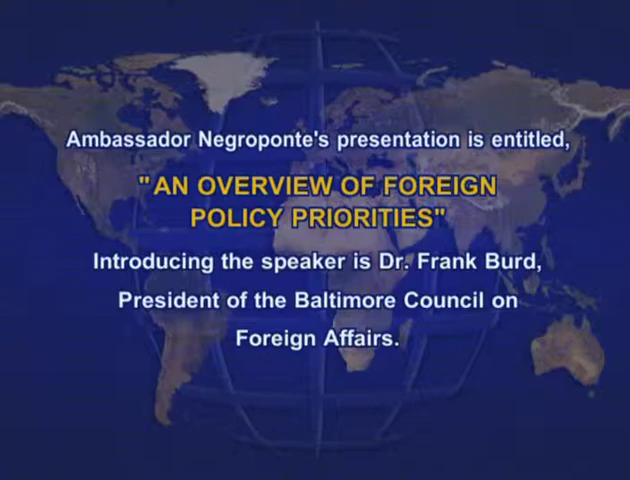 Ambassador Negroponte's presentation is entitled,
"AN OVERVIEW OF FOREIGN
POLICY PRIORITIES"
Introducing the speaker is Dr. Frank Burd,
President of the Baltimore Council on
Foreign Affairs.